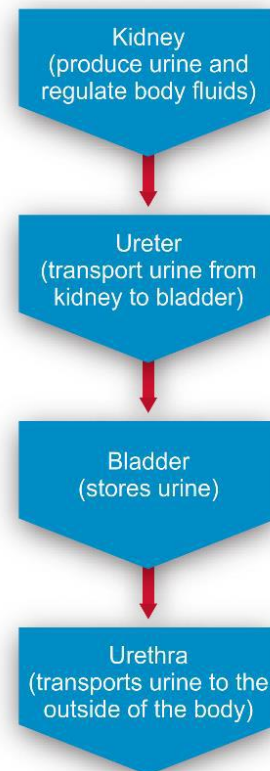 Kidney
(produce urine and
regulate body fluids)
Ureter
(transport urine from
kidney to bladder)
Bladder
(stores urine)
Urethra
(transports urine to the
outside of the body)